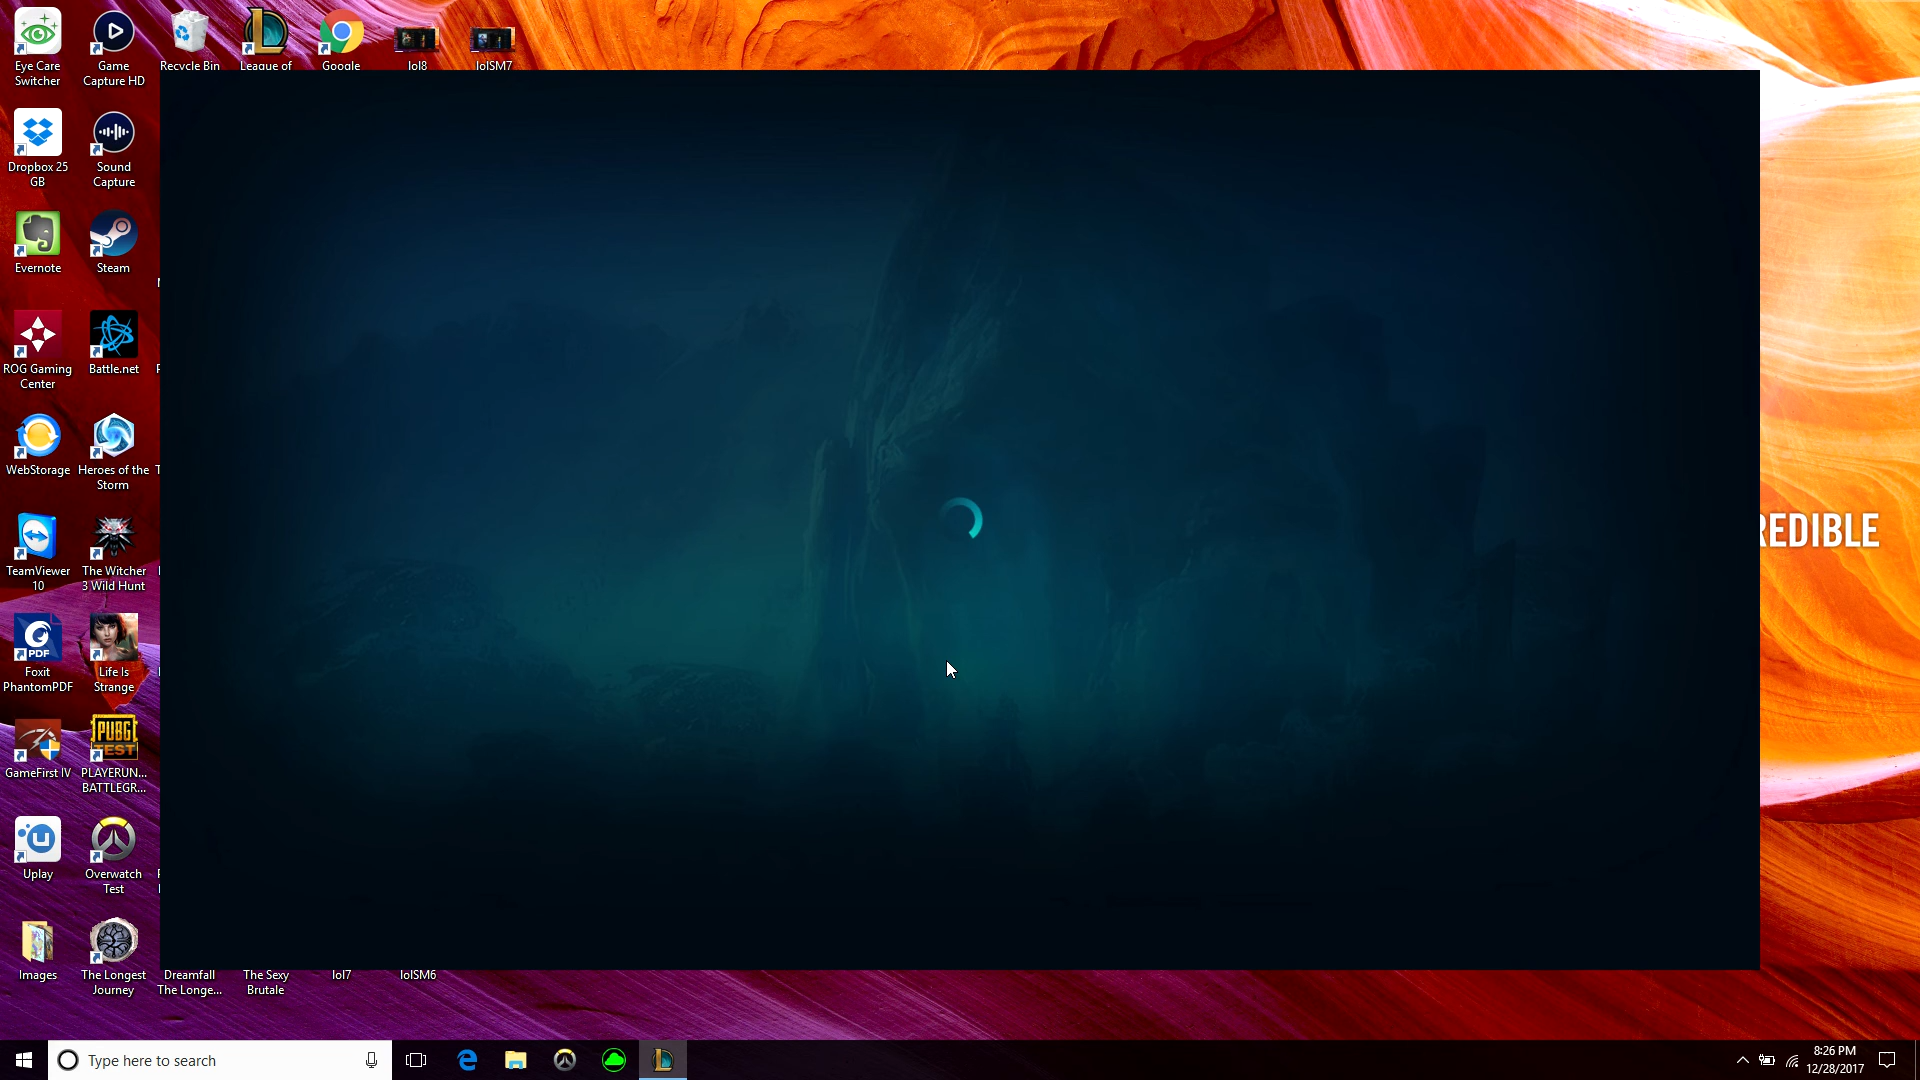 Eye Care
Switcher
Game
Capture HD
Recycle Bin
League of
Google
lol8
lolSM7
Dropbox 25
GB
Sound
Capture
Evernote
Steam
ROG Gaming
Center
Battle.net
WebStorage
Heroes of the
Storm
TeamViewer
10
The Witcher
3 Wild Hunt
PDF
Foxit
PhantomPDF
Life Is
Strange
PUBG
TEST
GameFirst IV
PLAYERUN...
BATTLEGR...
Uplay
Overwatch
Test
Images
The Longest
Journey
Dreamfall
The Longe...
The Sexy
Brutale
lol7
lolSM6
REDIBLE
Type here to search
8:26 PM
12/28/2017